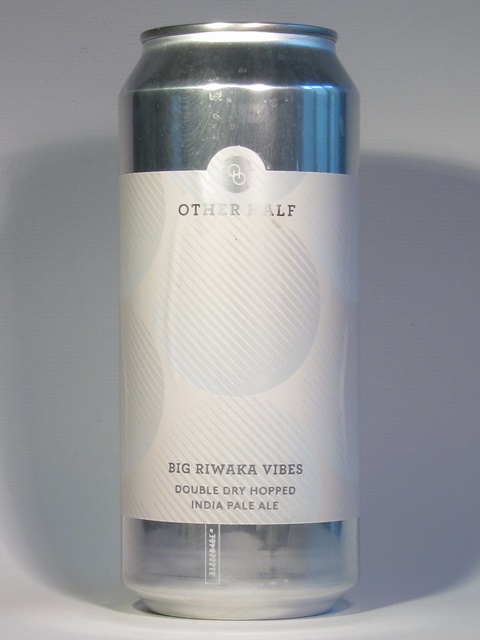 OTHER HALF
BIG RIWAKA VIBES
DOUBLE DRY HOPPED
INDIA PALE ALE